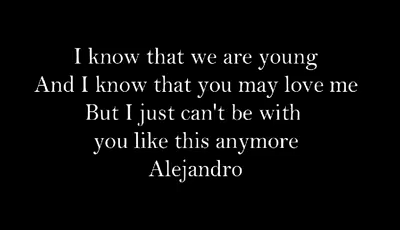 I know that we are young
And I know that you may love me
But I just can't be with
you like this anymore
Alejandro